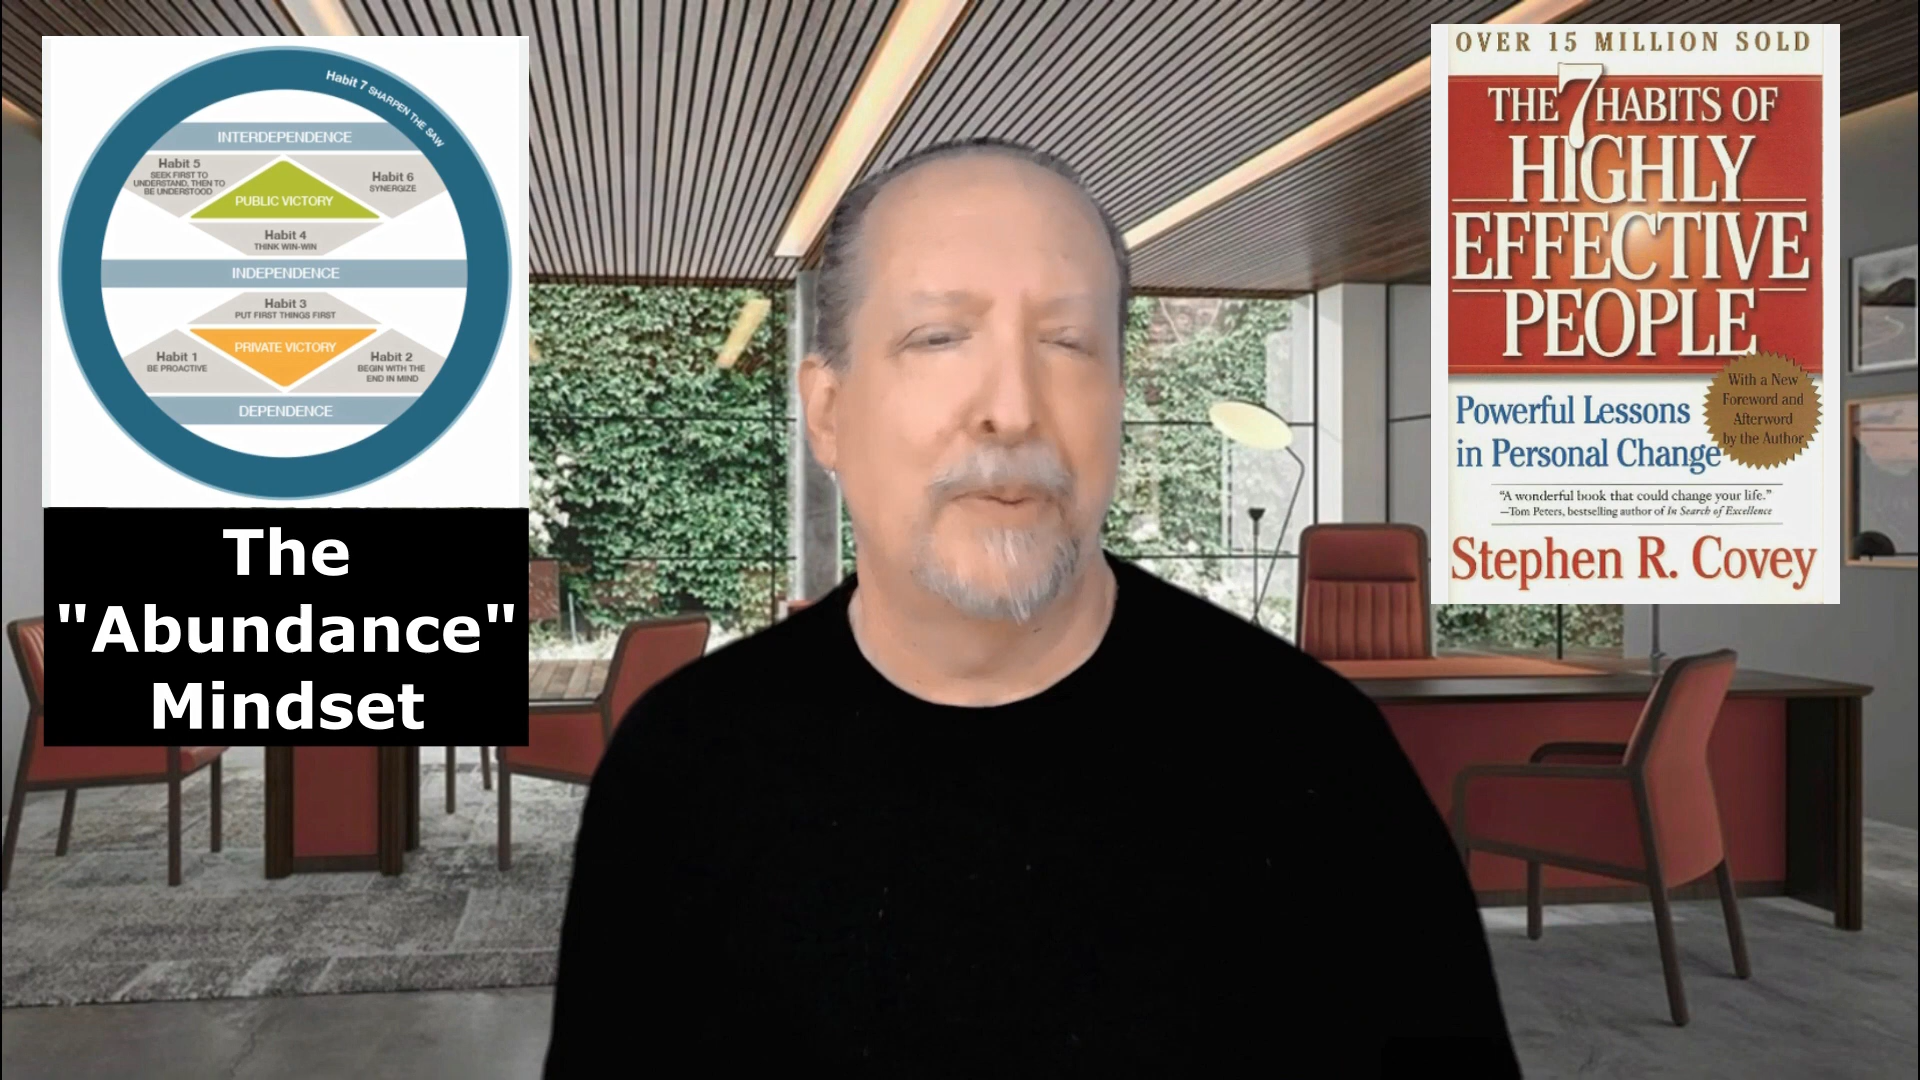 Habit 7 SHARPEN THE SAW
INTERDEPENDENCE
Habit 5
SEEK FIRST TO
UNDERSTAND, THEN TO
BE UNDERSTOOD
Habit 6
SYNERGIZE
PUBLIC VICTORY
Habit 4
THINK WIN-WIN
INDEPENDENCE
Habit 3
PUT FIRST THINGS FIRST
PRIVATE VICTORY
Habit 1
BE PROACTIVE
Habit 2
BEGIN WITH THE
END IN MIND
DEPENDENCE
The
"Abundance"
Mindset
OVER 15 MILLION SOLD
THE 7 HABITS OF
HIGHLY
EFFECTIVE
PEOPLE
With a New
Foreword and
Afterword
by the Author
Powerful Lessons
in Personal Change
"A wonderful book that could change your life."
—Tom Peters, bestselling author of In Search of Excellence
Stephen R. Covey